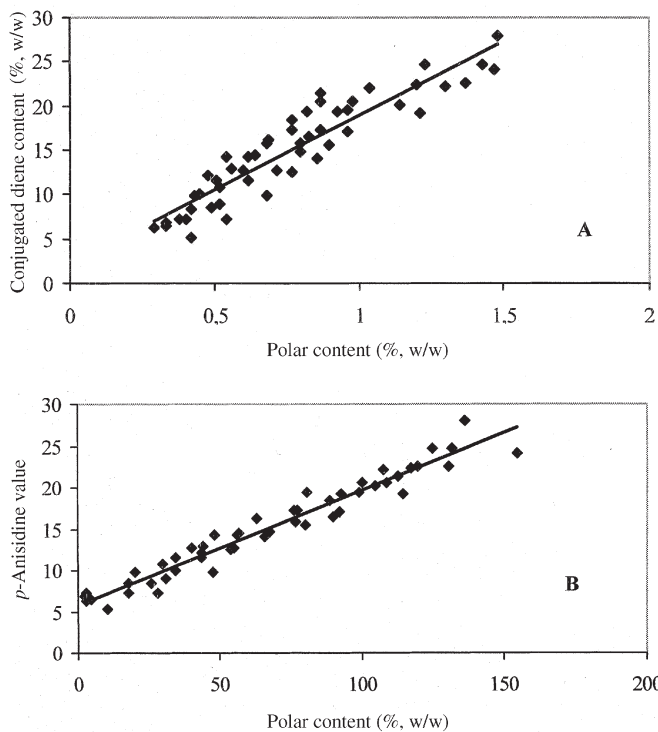 Conjugated diene content (%, w/w)
30
25
20
15
10
5
0
A
0 0,5 1 1,5 2
Polar content (%, w/w)
p-Anisidine value
30
25
20
15
10
5
0
B
0 50 100 150 200
Polar content (%, w/w)